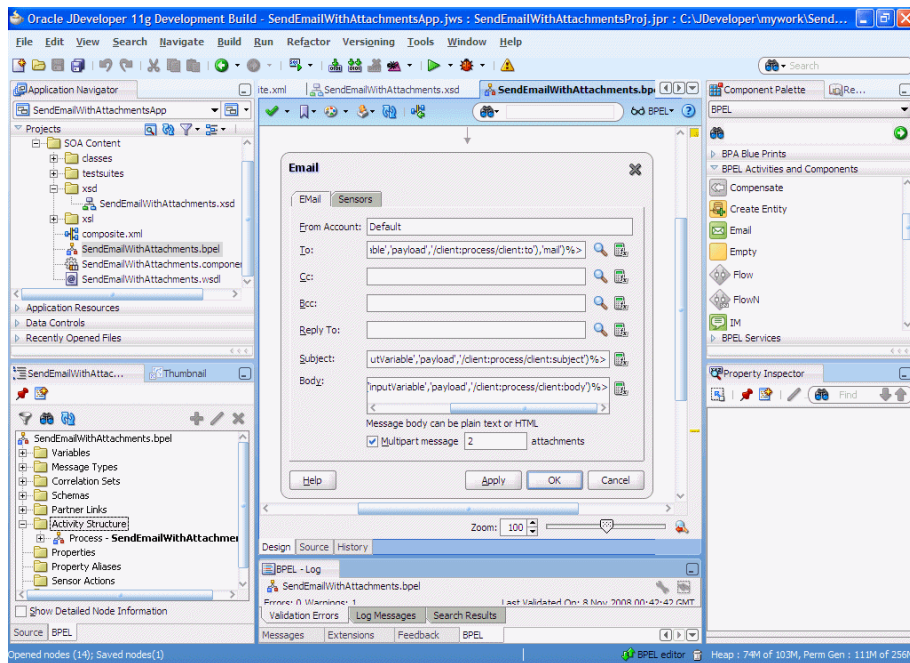 Oracle JDeveloper 11g Development Build - SendEmailWithAttachmentsApp.jws : SendEmailWithAttachmentsProj.jpr : C:\JDeveloper\mywork\Send...
File Edit View Search Navigate Build Run Refactor Versioning Tools Window Help
Search
Application Navigator
SendEmailWithAttachmentsApp
Projects
SOA Content
classes
testsuites
xsd
SendEmailWithAttachments.xsd
xsl
composite.xml
SendEmailWithAttachments.bpel
SendEmailWithAttachments.componer
SendEmailWithAttachments.wsdl
Application Resources
Data Controls
Recently Opened Files
SendEmailWithAttac...
Thumbnail
SendEmailWithAttachments.bpel
Variables
Message Types
Correlation Sets
Schemas
Partner Links
Activity Structure
Process - SendEmailWithAttachmer
Properties
Property Aliases
Sensor Actions
Show Detailed Node Information
Source BPEL
ite.xml SendEmailWithAttachments.xsd SendEmailWithAttachments.bp
BPEL
Email
EMail Sensors
From Account: Default
To: ble','payload','/client:process/client:to'),'mail')%>
Cc:
Bcc:
Reply To:
Subject: utVariable','payload','/client:process/client:subject')%>
Body: 'inputVariable','payload','/client:process/client:body')%>
Message body can be plain text or HTML
Multipart message 2 attachments
Help Apply OK Cancel
Zoom: 100
Design Source History
BPEL - Log
SendEmailWithAttachments.bpel
Errors: 0 Warnings: 1 Last Validated On: 8 Nov 2008 00:42:42 GMT
Validation Errors Log Messages Search Results
Messages Extensions Feedback BPEL
Component Palette Re...
BPEL
BPA Blue Prints
BPEL Activities and Components
Compensate
Create Entity
Email
Empty
Flow
FlowN
IM
BPEL Services
Property Inspector
Find
Opened nodes (14); Saved nodes(1) BPEL editor Heap : 74M of 103M, Perm Gen : 111M of 256M